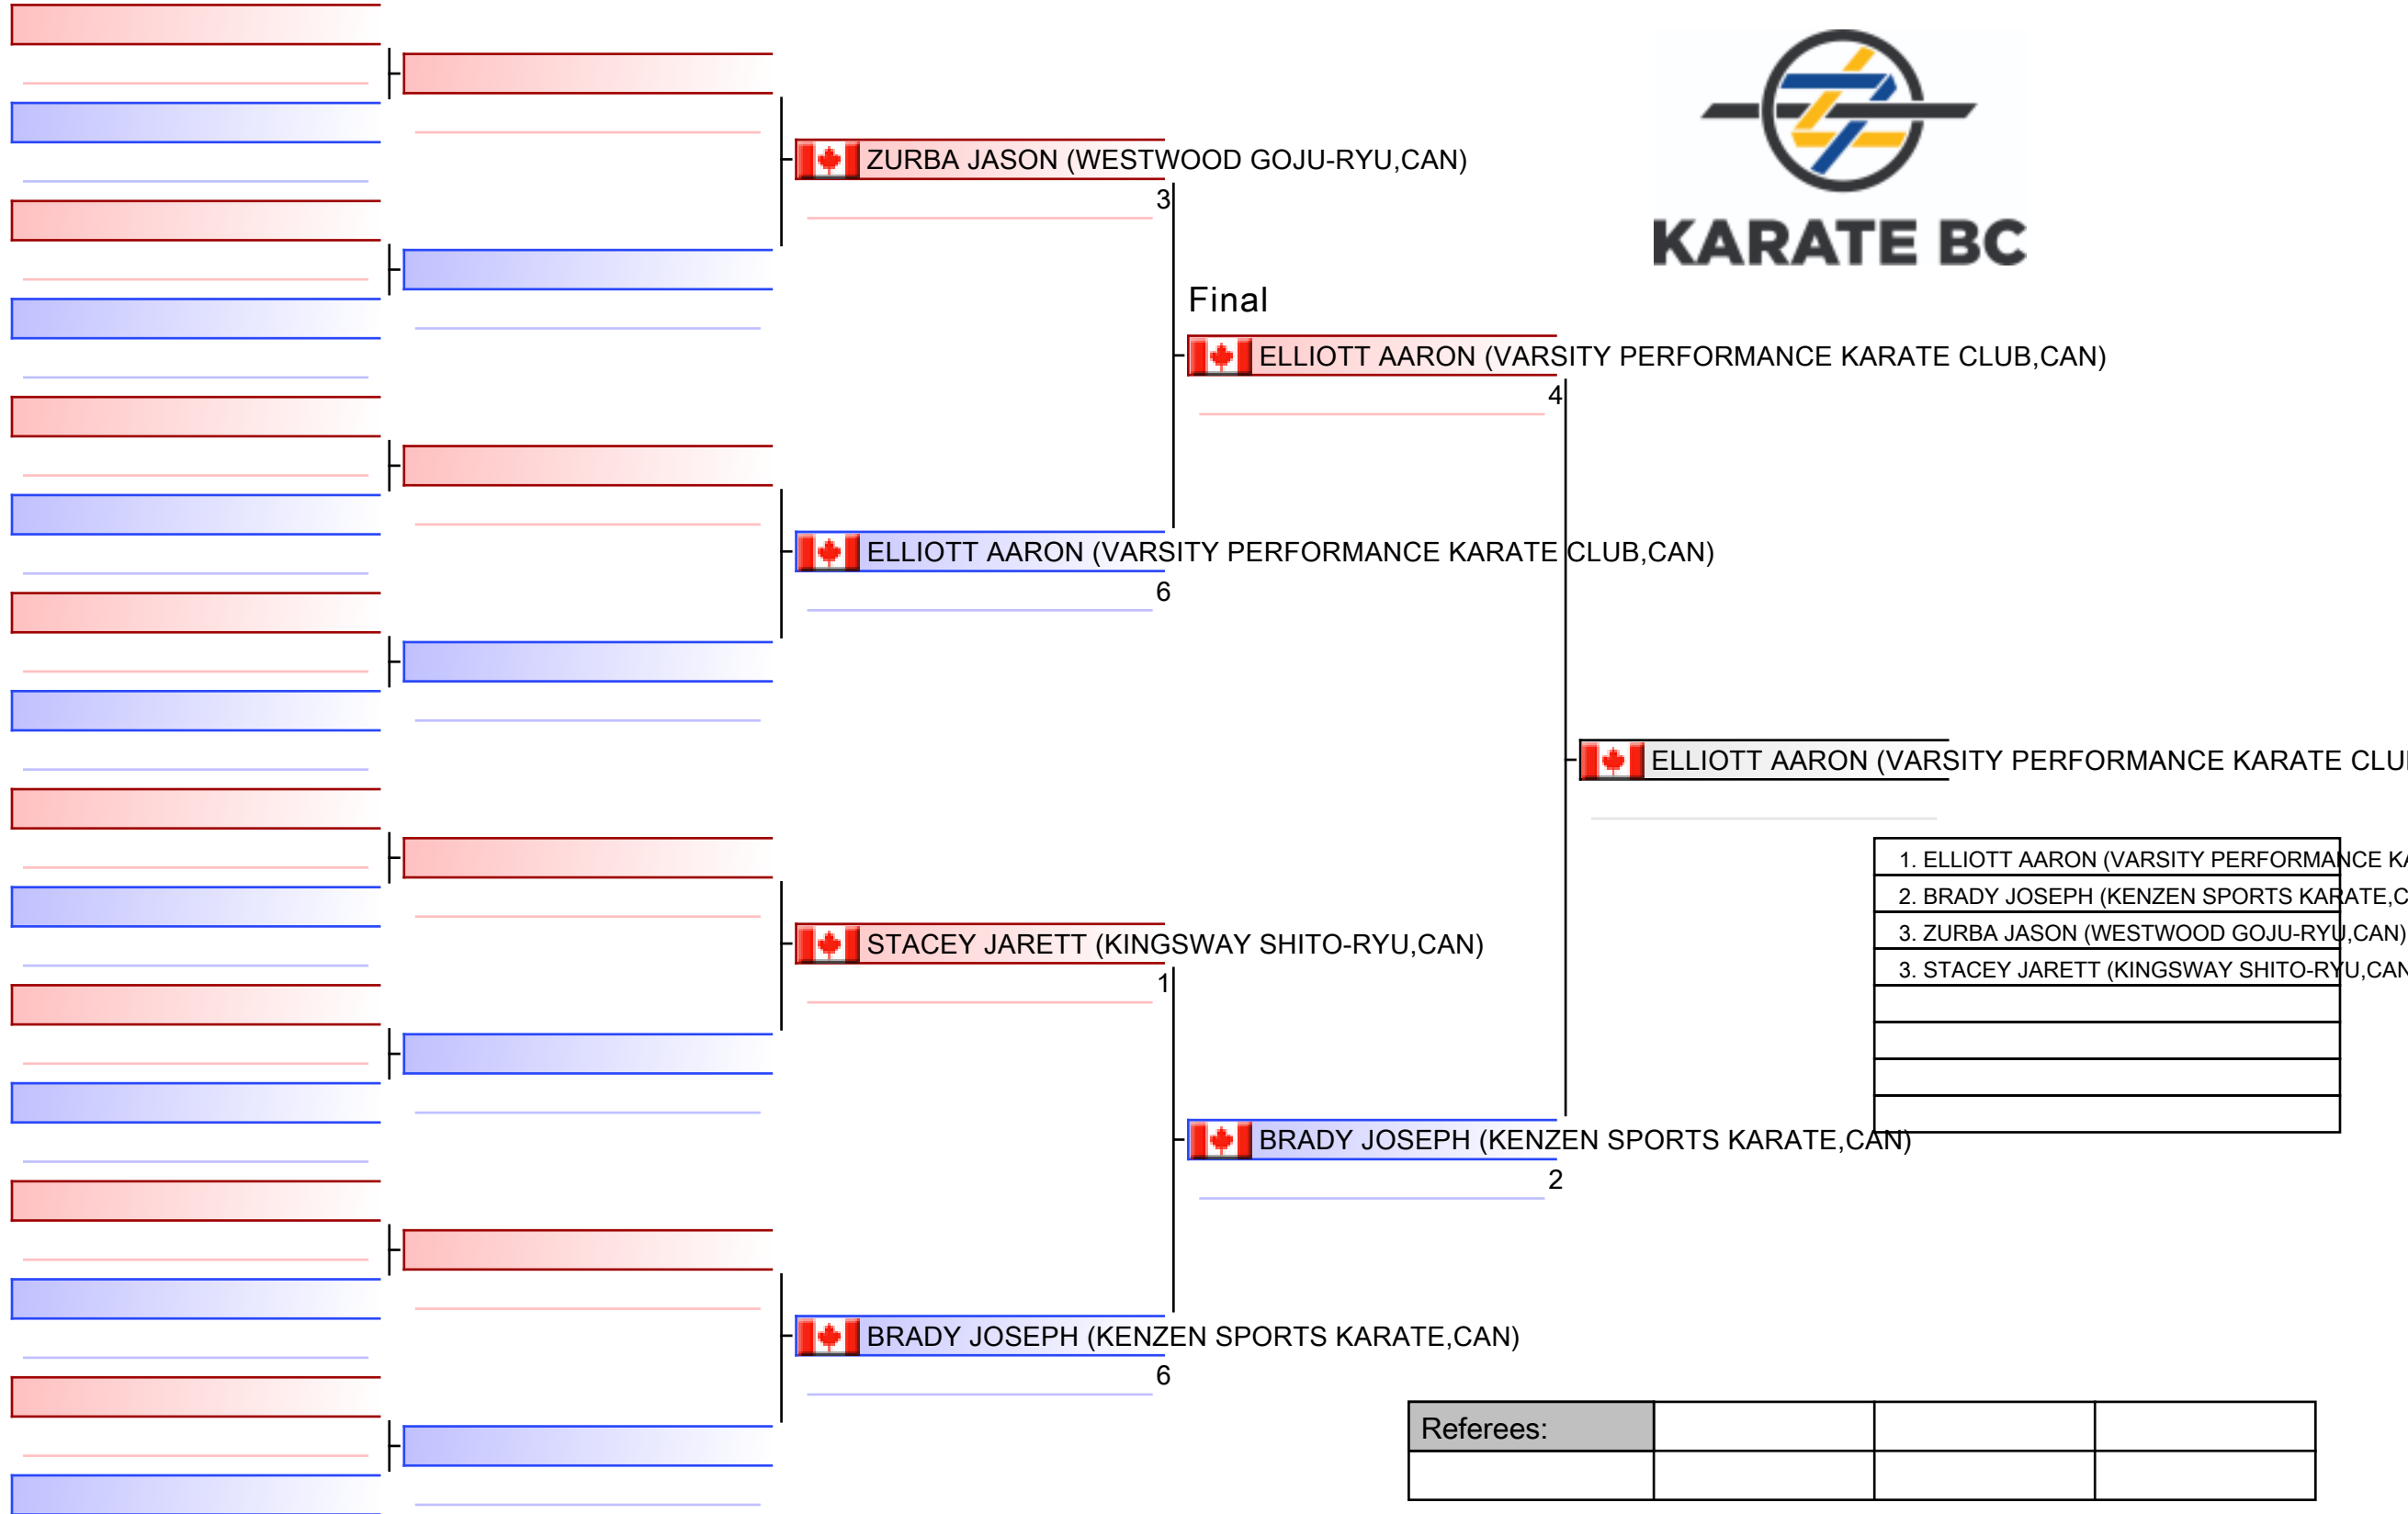 KARATE BC
ZURBA JASON (WESTWOOD GOJU-RYU,CAN)
3
Final
ELLIOTT AARON (VARSITY PERFORMANCE KARATE CLUB,CAN)
4
ELLIOTT AARON (VARSITY PERFORMANCE KARATE CLUB,CAN)
6
ELLIOTT AARON (VARSITY PERFORMANCE KARATE CLU
1. ELLIOTT AARON (VARSITY PERFORMANCE KA
2. BRADY JOSEPH (KENZEN SPORTS KARATE,C
3. ZURBA JASON (WESTWOOD GOJU-RYU,CAN)
3. STACEY JARETT (KINGSWAY SHITO-RYU,CAN
STACEY JARETT (KINGSWAY SHITO-RYU,CAN)
1
BRADY JOSEPH (KENZEN SPORTS KARATE,CAN)
2
BRADY JOSEPH (KENZEN SPORTS KARATE,CAN)
6
Referees: